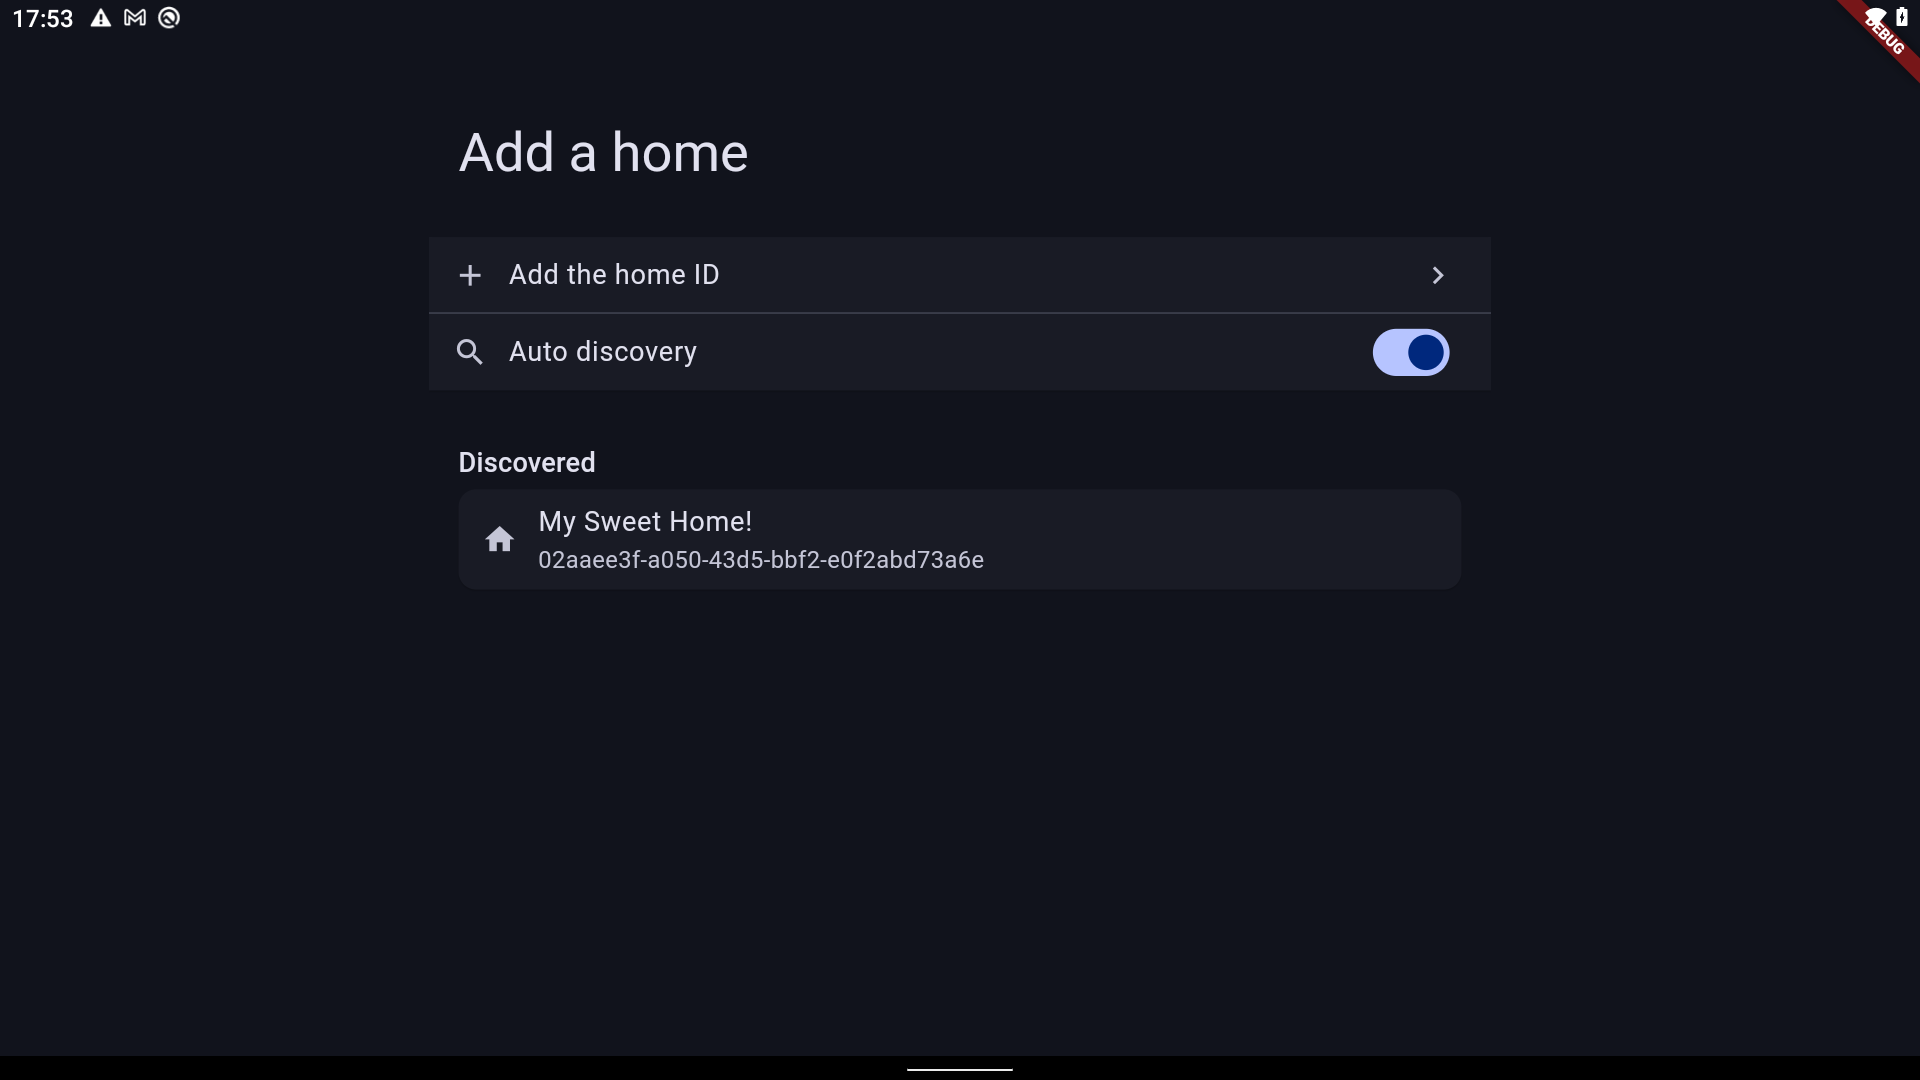 17:53
DEBUG
Add a home
Add the home ID
Auto discovery
Discovered
My Sweet Home!
02aaee3f-a050-43d5-bbf2-e0f2abd73a6e